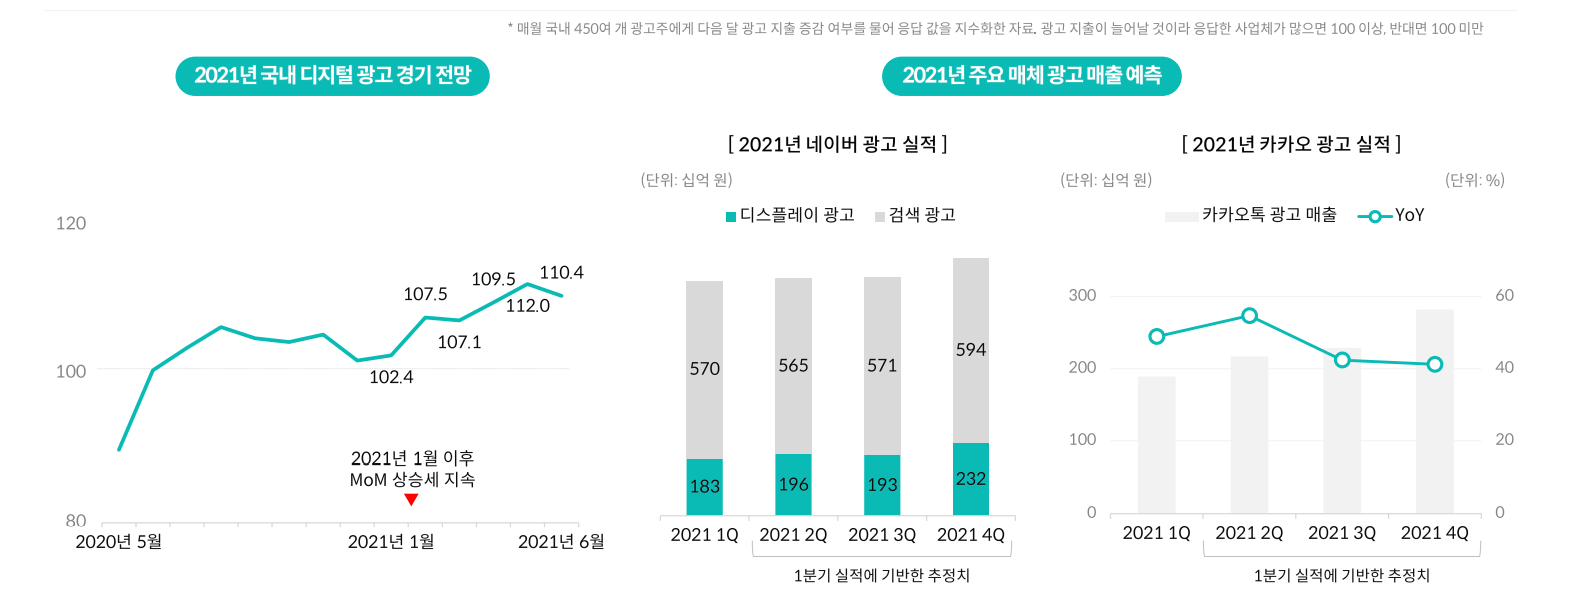 * 매월 국내 450여 개 광고주에게 다음 달 광고 지출 증감 여부를 물어 응답 값을 지수화한 자료. 광고 지출이 늘어날 것이라 응답한 사업체가 많으면 100 이상, 반대면 100 미만
2021년 국내 디지털 광고 경기 전망
120
100
80
110.4
109.5
107.5
112.0
107.1
102.4
2021년 1월 이후
MoM 상승세 지속
2020년 5월
2021년 1월
2021년 6월
2021년 주요 매체 광고 매출 예측
[ 2021년 네이버 광고 실적 ]
(단위: 십억 원)
디스플레이 광고
검색 광고
570
565
571
594
183
196
193
232
2021 1Q
2021 2Q
2021 3Q
2021 4Q
1분기 실적에 기반한 추정치
[ 2021년 카카오 광고 실적 ]
(단위: 십억 원)
(단위: %)
카카오톡 광고 매출
YoY
300
200
100
0
60
40
20
0
2021 1Q
2021 2Q
2021 3Q
2021 4Q
1분기 실적에 기반한 추정치